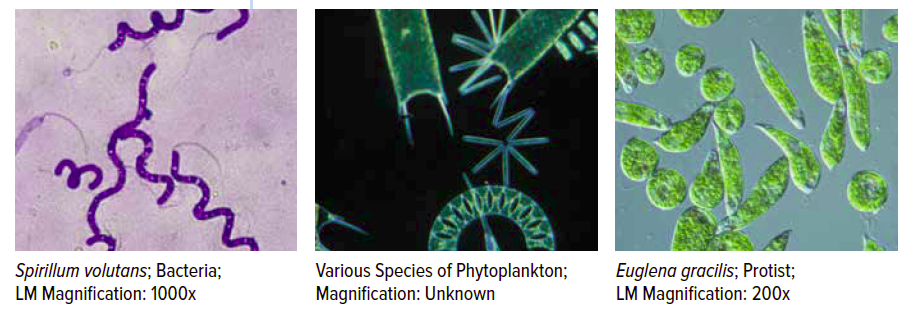 Spirillum volutans; Bacteria;
LM Magnification: 1000x
Various Species of Phytoplankton;
Magnification: Unknown
Euglena gracilis; Protist;
LM Magnification: 200x